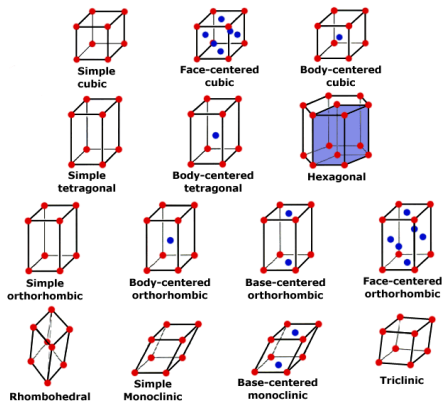 Simple
cubic
Face-centered
cubic
Body-centered
cubic
Simple
tetragonal
Body-centered
tetragonal
Hexagonal
Simple
orthorhombic
Body-centered
orthorhombic
Base-centered
orthorhombic
Face-centered
orthorhombic
Rhombohedral
Simple
Monoclinic
Base-centered
monoclinic
Triclinic